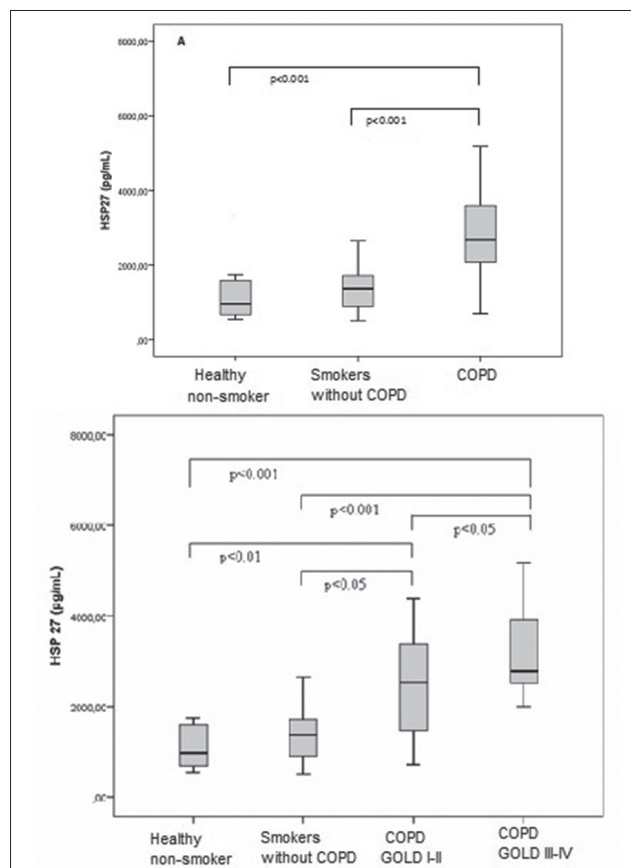 A
8000,00
p<0.001
6000,00
p<0.001
HSP27 (pg/mL)
4000,00
2000,00
,00
Healthy non-smoker
Smokers without COPD
COPD
8000,00
p<0.001
p<0.001
6000,00
p<0.05
p<0.01
p<0.05
HSP 27 (pg/mL)
4000,00
2000,00
,00
Healthy non-smoker
Smokers without COPD
COPD GOLD I-II
COPD GOLD III-IV